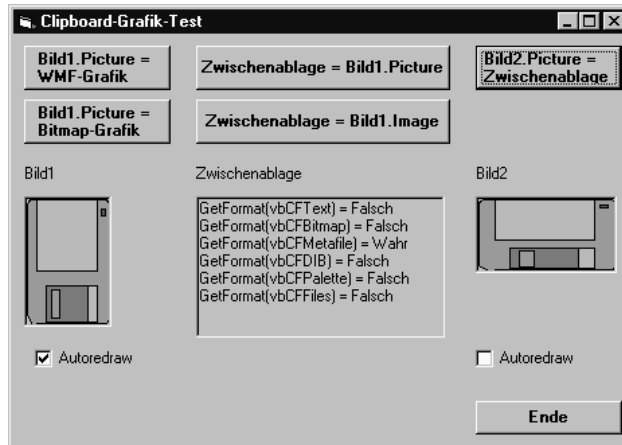 Clipboard-Grafik-Test
Bild1.Picture =
WMF-Grafik
Zwischenablage = Bild1.Picture
Bild2.Picture =
Zwischenablage
Bild1.Picture =
Bitmap-Grafik
Zwischenablage = Bild1.Image
Bild1
Zwischenablage
Bild2
GetFormat(vbCFText) = Falsch
GetFormat(vbCFBitmap) = Falsch
GetFormat(vbCFMetafile) = Wahr
GetFormat(vbCFDIB) = Falsch
GetFormat(vbCFPalette) = Falsch
GetFormat(vbCFFiles) = Falsch
Autoredraw
Autoredraw
Ende